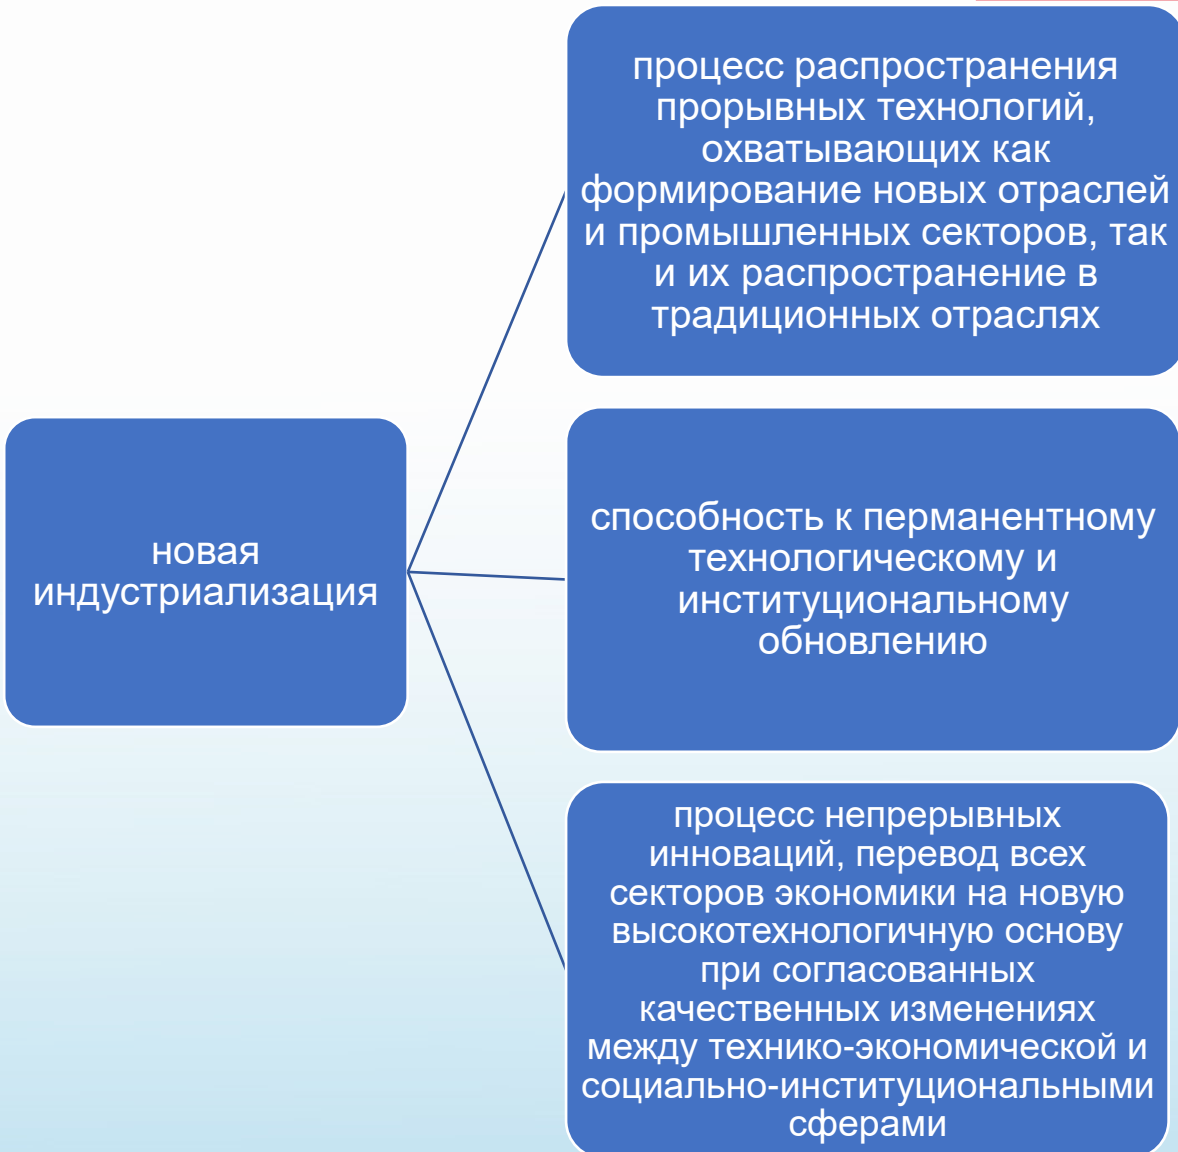 процесс распространения
прорывных технологий,
охватывающих как
формирование новых отраслей
и промышленных секторов, так
и их распространение в
традиционных отраслях
новая
индустриализация
способность к перманентному
технологическому и
институциональному
обновлению
процесс непрерывных
инноваций, перевод всех
секторов экономики на новую
высокотехнологичную основу
при согласованных
качественных изменениях
между технико-экономической и
социально-институциональными
сферами